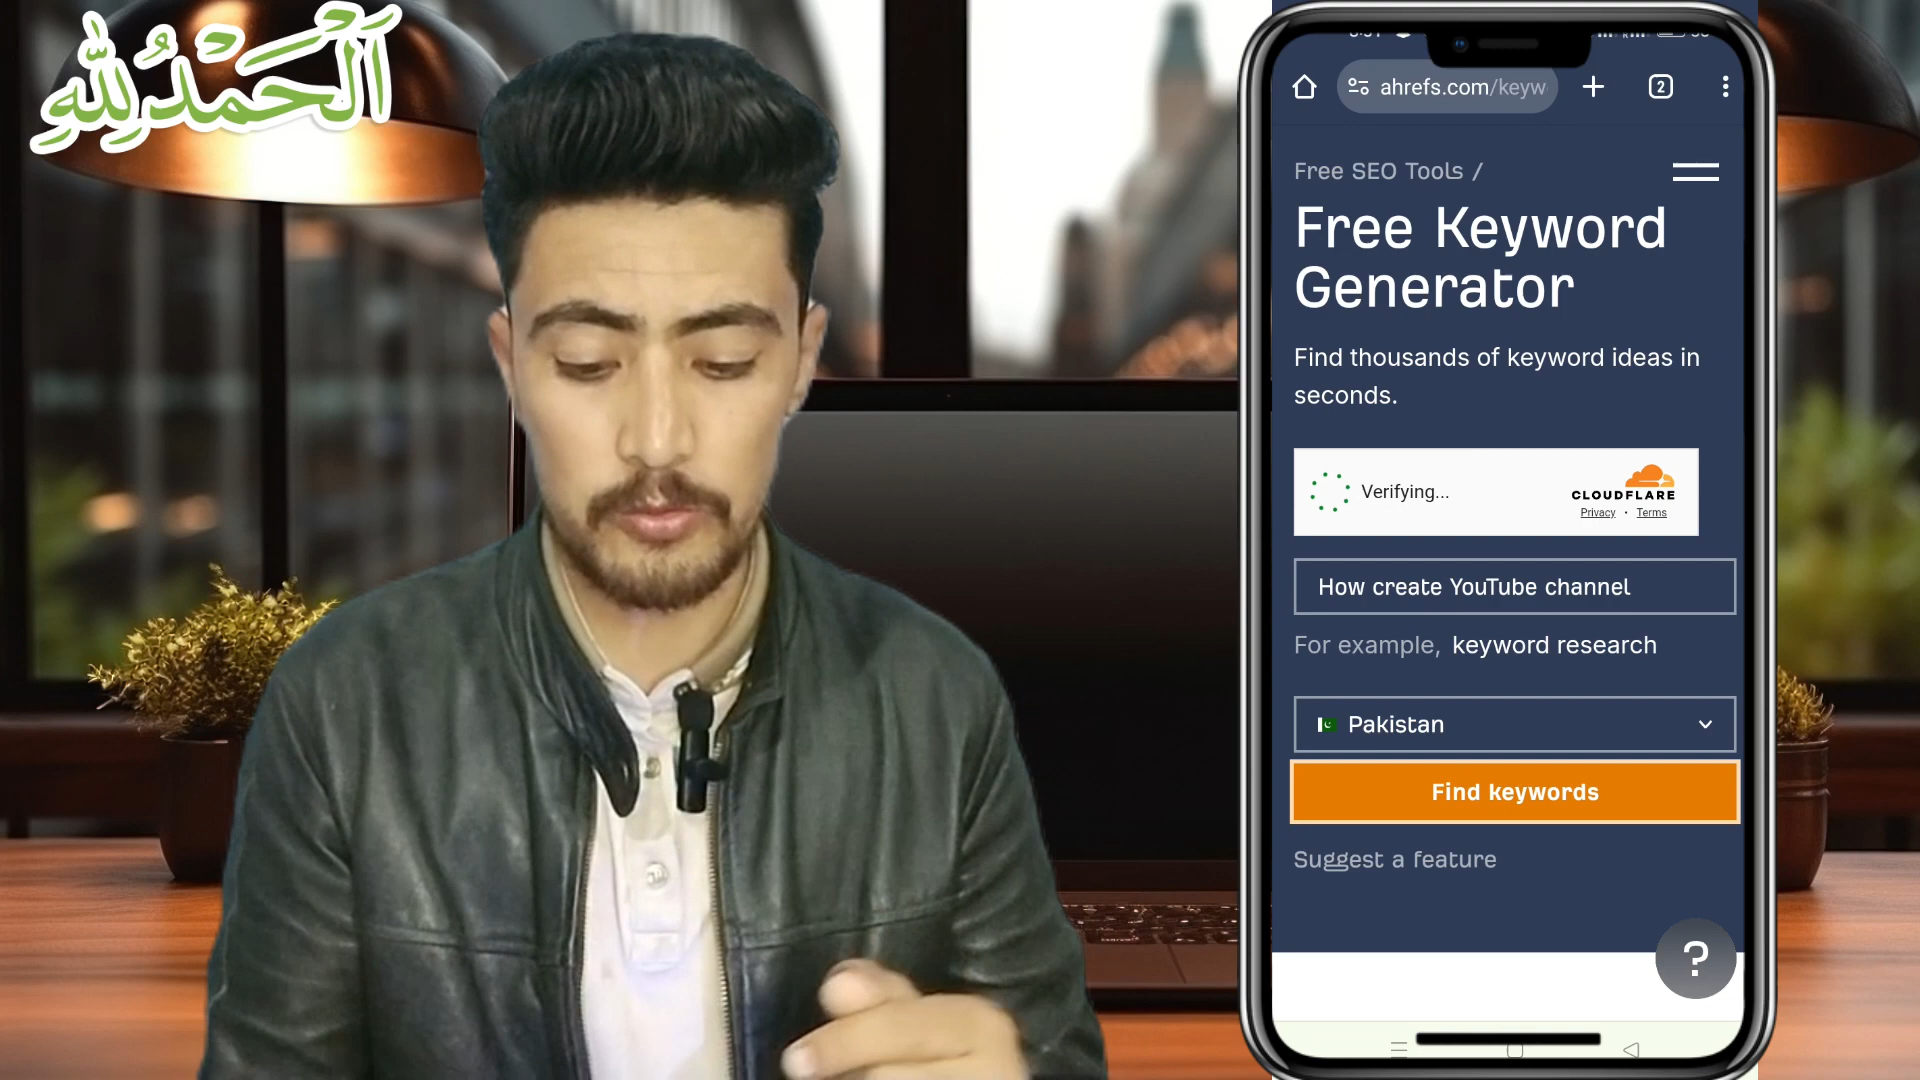 اَلْحَمْدُلِلّٰهِ
ahrefs.com/keyw
2
Free SEO Tools /
Free Keyword
Generator
Find thousands of keyword ideas in
seconds.
Verifying...
CLOUDFLARE
Privacy • Terms
How create YouTube channel
For example, keyword research
Pakistan
Find keywords
Suggest a feature
?